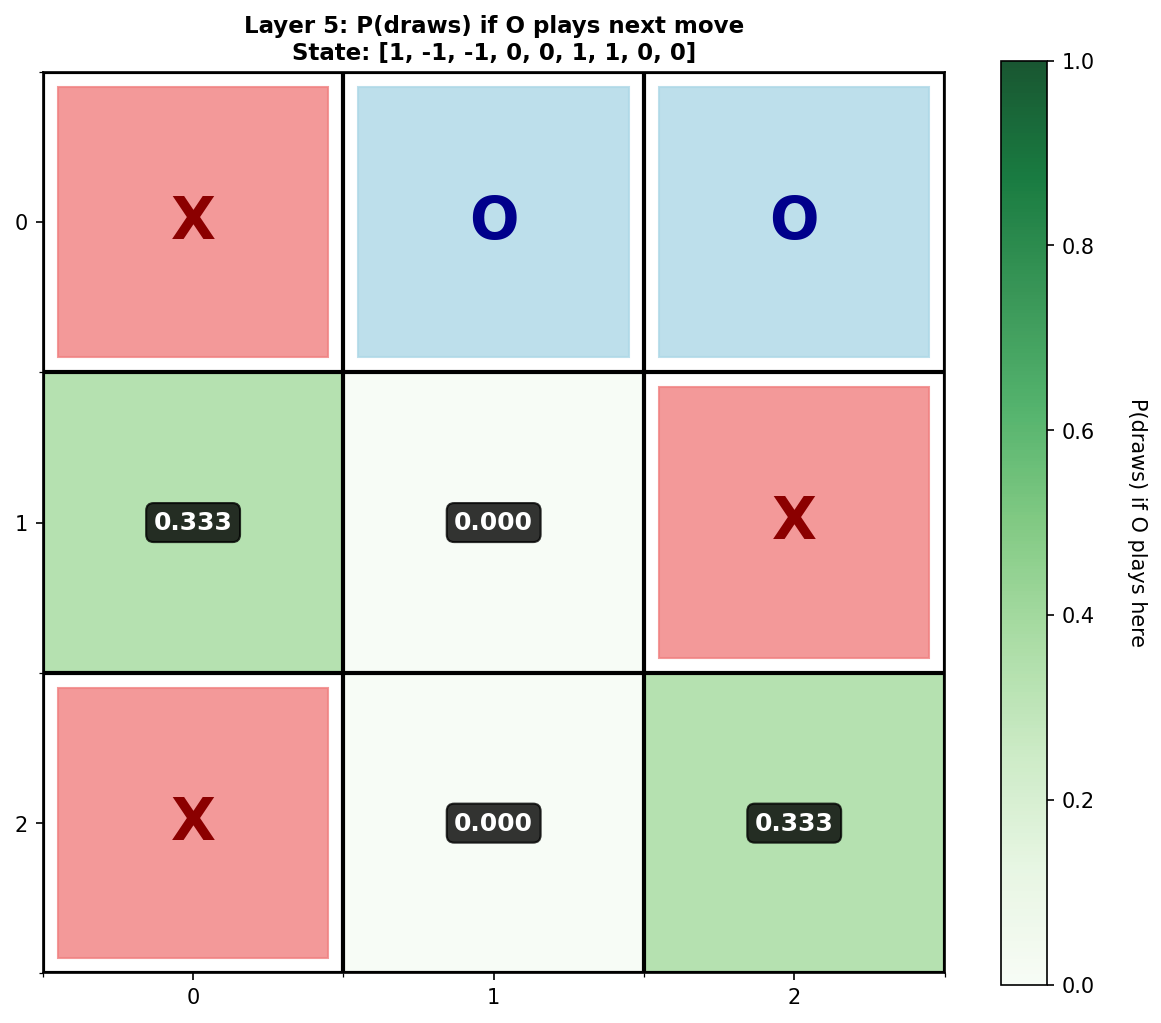 Layer 5: P(draws) if O plays next move
State: [1, -1, -1, 0, 0, 1, 1, 0, 0]
X
O
O
0
0.333
0.000
X
1
X
0.000
0.333
2
0
1
2
1.0
0.8
0.6
0.4
0.2
0.0
P(draws) if O plays here